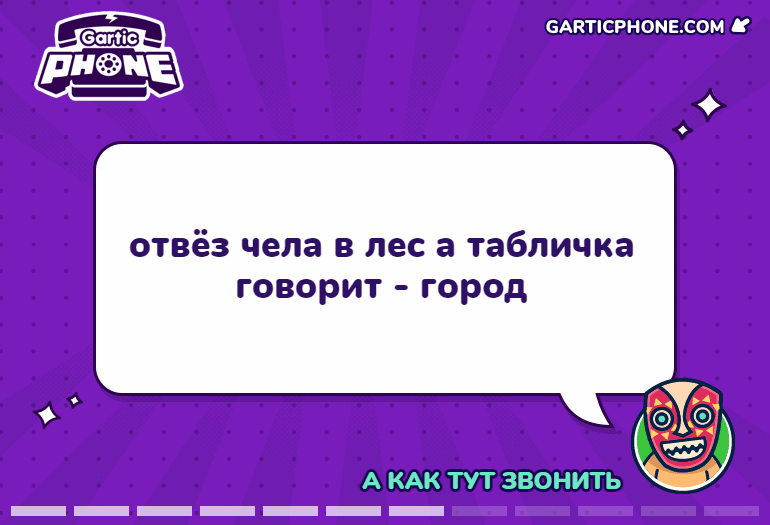 Gartic
PHONE
GARTICPHONE.COM
отвёз чела в лес а табличка
говорит - город
А КАК ТУТ ЗВОНИТЬ